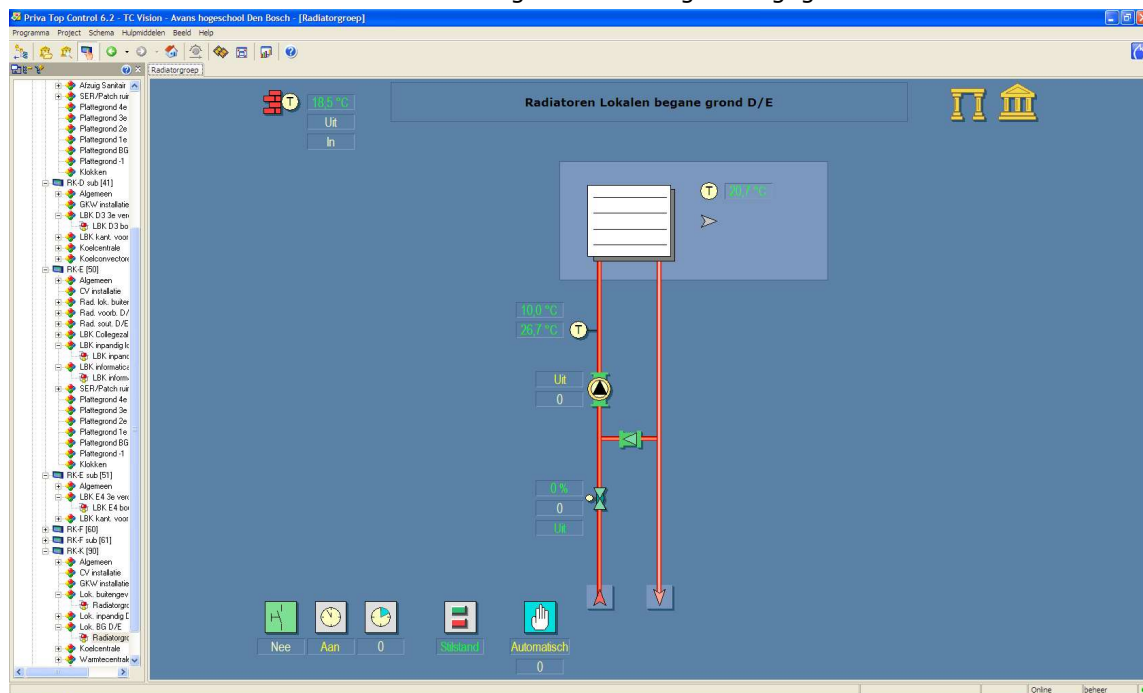 Priva Top Control 6.2 - TC Vision - Avans hogeschool Den Bosch - [Radiatorgroep]
Programma Project Schema Hulpmiddelen Beeld Help
Radiatorgroep
Afzuig Sanitair
SER/Patch ruir
Plattegrond 4e
Plattegrond 3e
Plattegrond 2e
Plattegrond 1e
Plattegrond BG
Plattegrond -1
Klokken
RK-D sub [41]
Algemeen
GKW installatie
LBK D3 3e verd
LBK D3 bo
LBK kant. voor
Koelcentrale
Koelconvectore
RK-E [50]
Algemeen
CV installatie
Rad. lok. buiter
Rad. voorb. D/
Rad. sout. D/E
LBK Collegezal
LBK inpandig lo
LBK inpanc
LBK informatica
LBK inform
SER/Patch ruir
Plattegrond 4e
Plattegrond 3e
Plattegrond 2e
Plattegrond 1e
Plattegrond BG
Plattegrond -1
Klokken
RK-E sub [51]
Algemeen
LBK E4 3e verd
LBK E4 bo
LBK kant. voor
RK-F [60]
RK-F sub [61]
RK-K [90]
Algemeen
CV installatie
GKW installatie
Lok. buitengev
Radiatorgro
Lok. inpandig D
Lok. BG D/E
Radiatorgro
Koelcentrale
Warmtecentrale
T
18,5 °C
Uit
In
Radiatoren Lokalen begane grond D/E
T
20,7 °C
10,0 °C
26,7 °C
T
Uit
0
0 %
0
Uit
Nee
Aan
0
Stilstand
Automatisch
0
Online
beheer